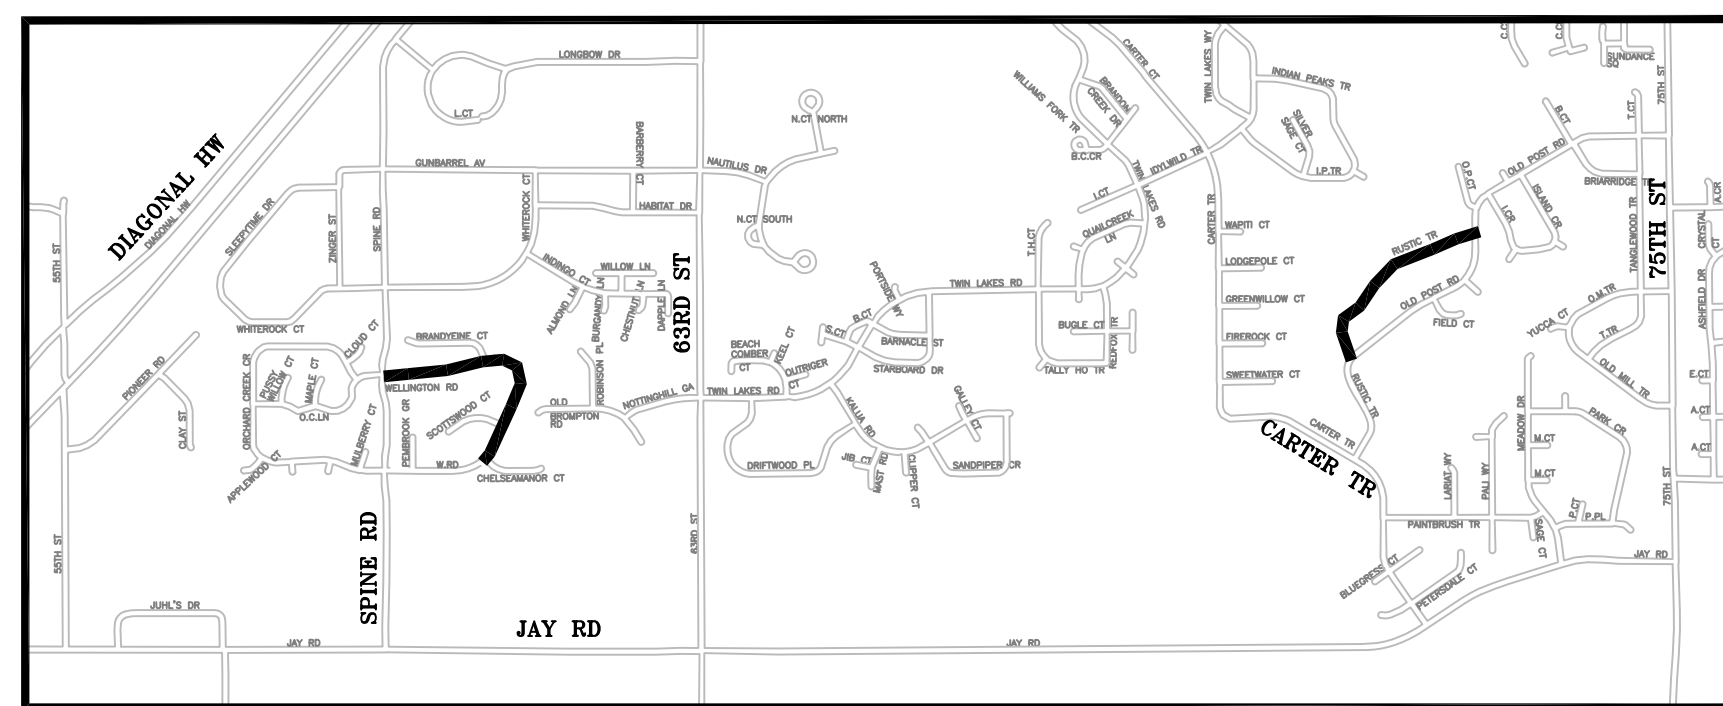 LONGBOW DR
CARTER CT
TWIN LAKES WY
INDIAN PEAKS TR
SUNDANCE
SQ
75TH ST
L.CT
N.CT NORTH
WILLIAMS FORK TR
BRANDON
CREEK DR
SILVER
SAGE CT
B.CT
T.CT
DIAGONAL HW
DIAGONAL HW
GUNBARREL AV
BARBERRY CT
NAUTILUS DR
B.C.CR
IDYLWILD TR
I.P.TR
O.P.CT
OLD POST RD
BRIARRIDGE TR
75TH ST
A.CR
SLEEPYTIME DR
ZINGER ST
SPINE RD
WHITEROCK CT
HABITAT DR
N.CT SOUTH
I.CT
TWIN LAKES RD
QUAILCREEK
LN
CARTER TR
WAPITI CT
I.CR
ISLAND CR
TANGLEWOOD TR
CRYSTAL
CT
55TH ST
INDINGO CT
WILLOW LN
63RD ST
T.H.CT
LODGEPOLE CT
RUSTIC TR
ALMOND LN
BURGANDY LN
CHESTNUT LN
DAPPLE LN
PORTSIDE WY
TWIN LAKES RD
GREENWILLOW CT
OLD POST RD
FIELD CT
O.M.TR
YUCCA CT
T.TR
ASHFIELD DR
WHITEROCK CT
CLOUD CT
BRANDYFINE CT
S.CT
B.CT
BARNACLE ST
STARBOARD DR
BUGLE CT
REDFOX TR
TALLY HO TR
FIREROCK CT
SWEETWATER CT
OLD MILL TR
E.CT
PIONEER RD
ORCHARD CREEK CR
PUSSY
WILLOW CT
MAPLE CT
O.C.LN
WELLINGTON RD
ROBINSON PL
NOTTINGHILL GA
BEACH
COMBER
CT
KEEL CT
OUTRIGER
CT
TWIN LAKES RD
RUSTIC TR
CLAY ST
MULBERRY CT
PEMBROOK GR
SCOTTSWOOD CT
OLD
BROMPTON
RD
KALUA RD
GALLEY CT
CARTER TR
CARTER TR
MEADOW DR
PARK CR
A.CT
M.CT
A.CT
APPLEWOOD CT
W.RD
CHELSEAMANOR CT
DRIFTWOOD PL
JIB CT
MAST RD
CLIPPER CT
SANDPIPER CR
LARIAT WY
PALI WY
M.CT
75TH ST
P.CT
P.PL
SPINE RD
63RD ST
PAINTBRUSH TR
SAGE CT
55TH ST
JAY RD
BLUEGRESS CT
PETERSDALE CT
JUHL'S DR
JAY RD
JAY RD
JAY RD